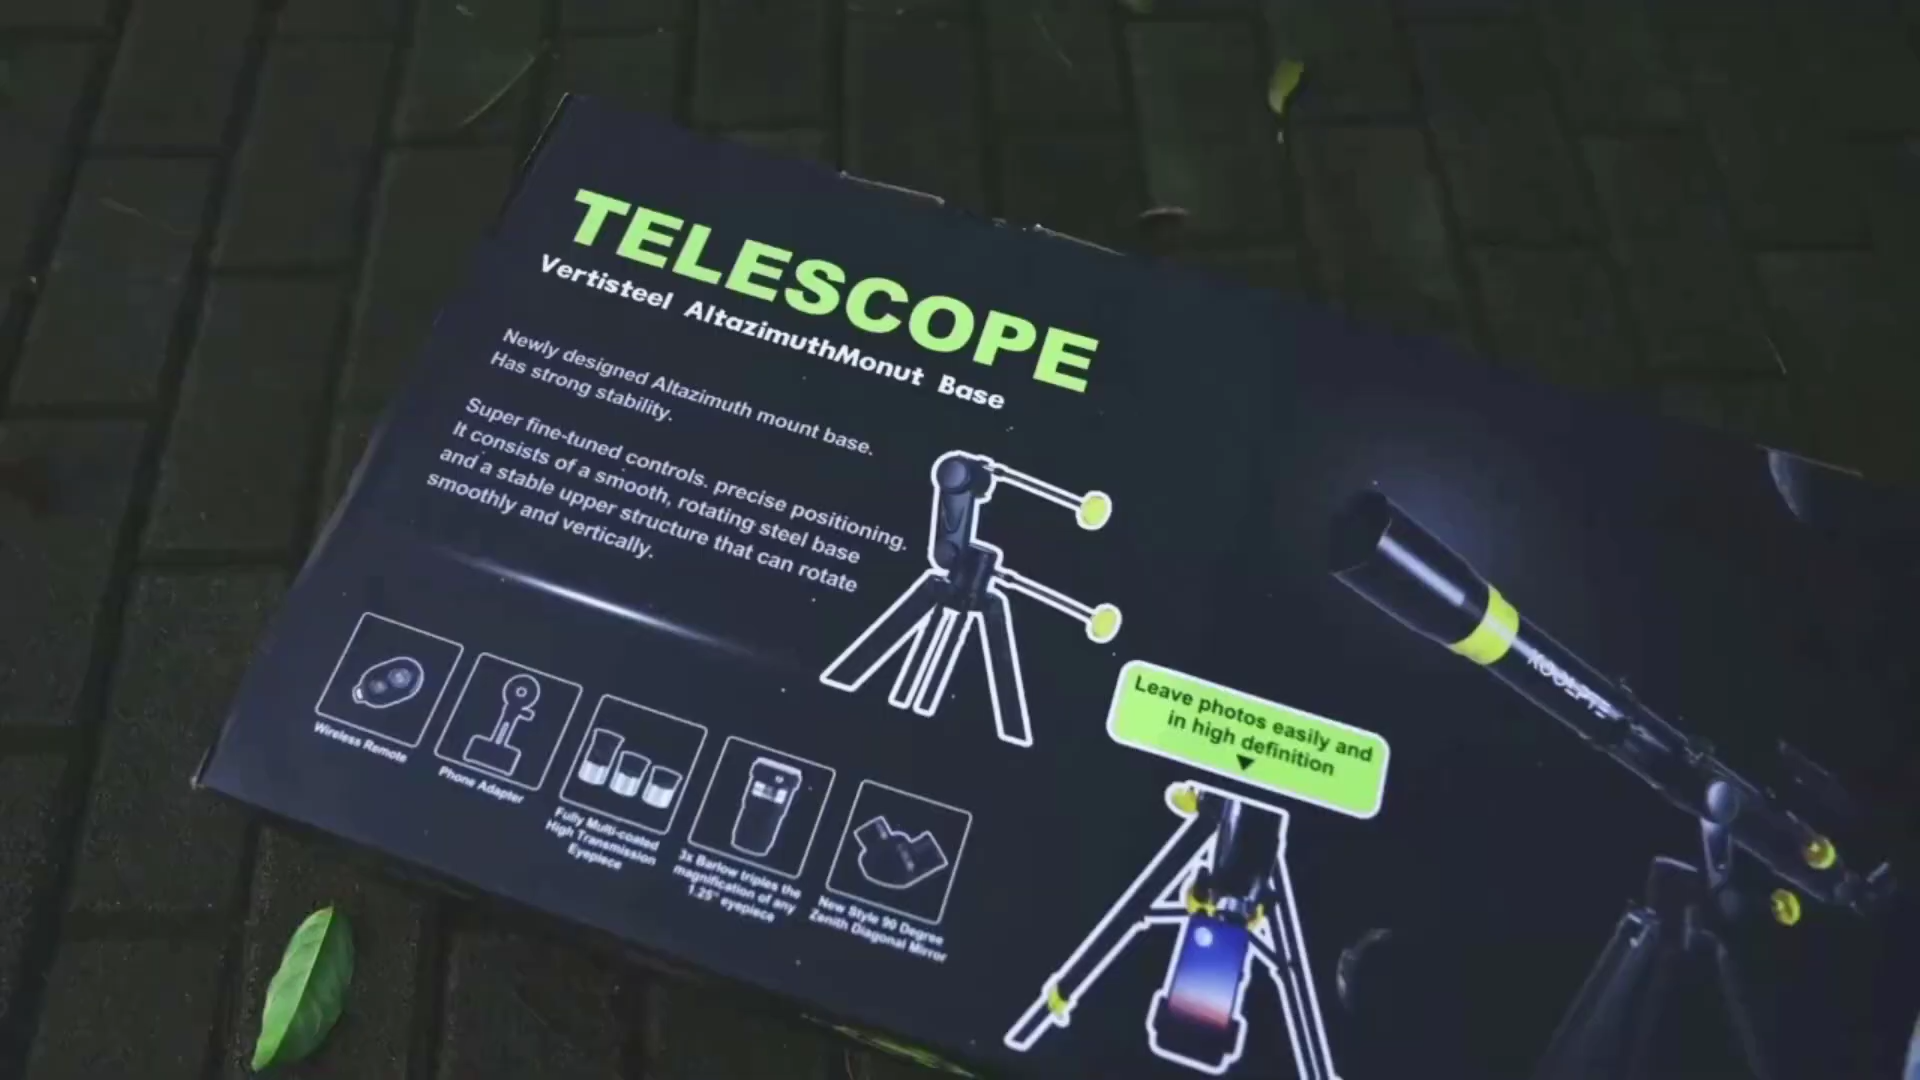 TELESCOPE
Vertisteel AltazimuthMonut Base
Newly designed Altazimuth mount base.
Has strong stability.
Super fine-tuned controls. precise positioning.
It consists of a smooth, rotating steel base
and a stable upper structure that can rotate
smoothly and vertically.
Wireless Remote
Phone Adapter
Fully Multi-coated
High Transmission
Eyepiece
3x Barlow triples the
magnification of any
1.25" eyepiece
New Style 90 Degree
Zenith Diagonal Mirror
Leave photos easily and
in high definition
KOOLPTE